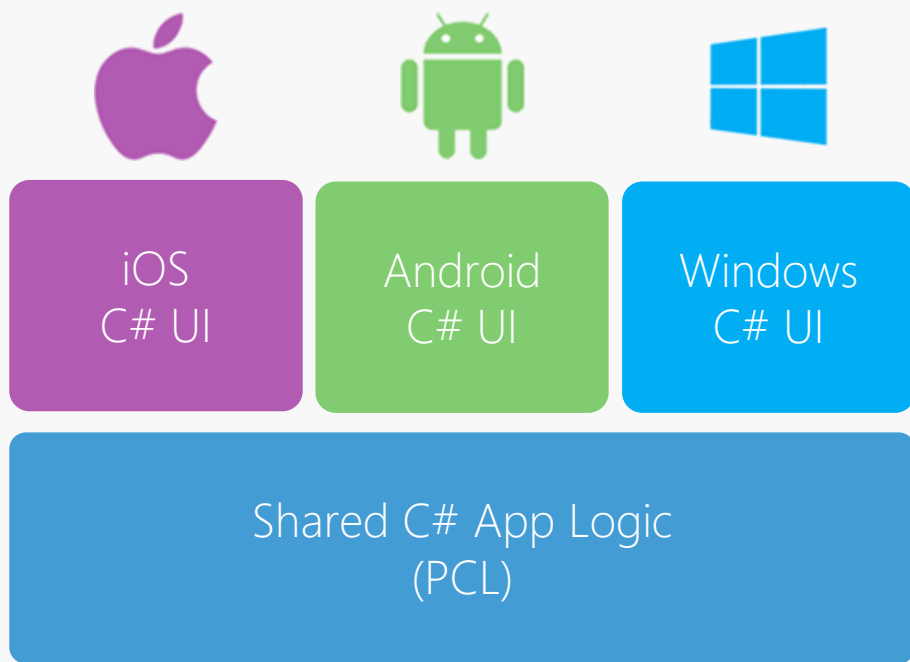 iOS
C# UI
Android
C# UI
Windows
C# UI
Shared C# App Logic
(PCL)